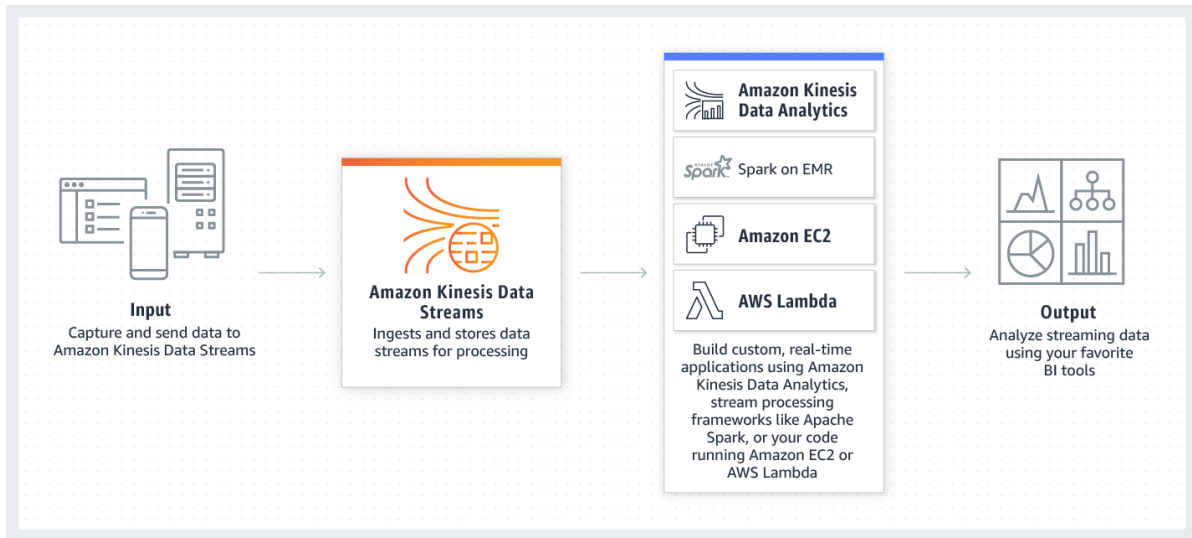 Input
Capture and send data to
Amazon Kinesis Data Streams
Amazon Kinesis Data
Streams
Ingests and stores data
streams for processing
Amazon Kinesis
Data Analytics
APACHE
Spark
Spark on EMR
Amazon EC2
AWS Lambda
Build custom, real-time
applications using Amazon
Kinesis Data Analytics,
stream processing
frameworks like Apache
Spark, or your code
running Amazon EC2 or
AWS Lambda
Output
Analyze streaming data
using your favorite
BI tools